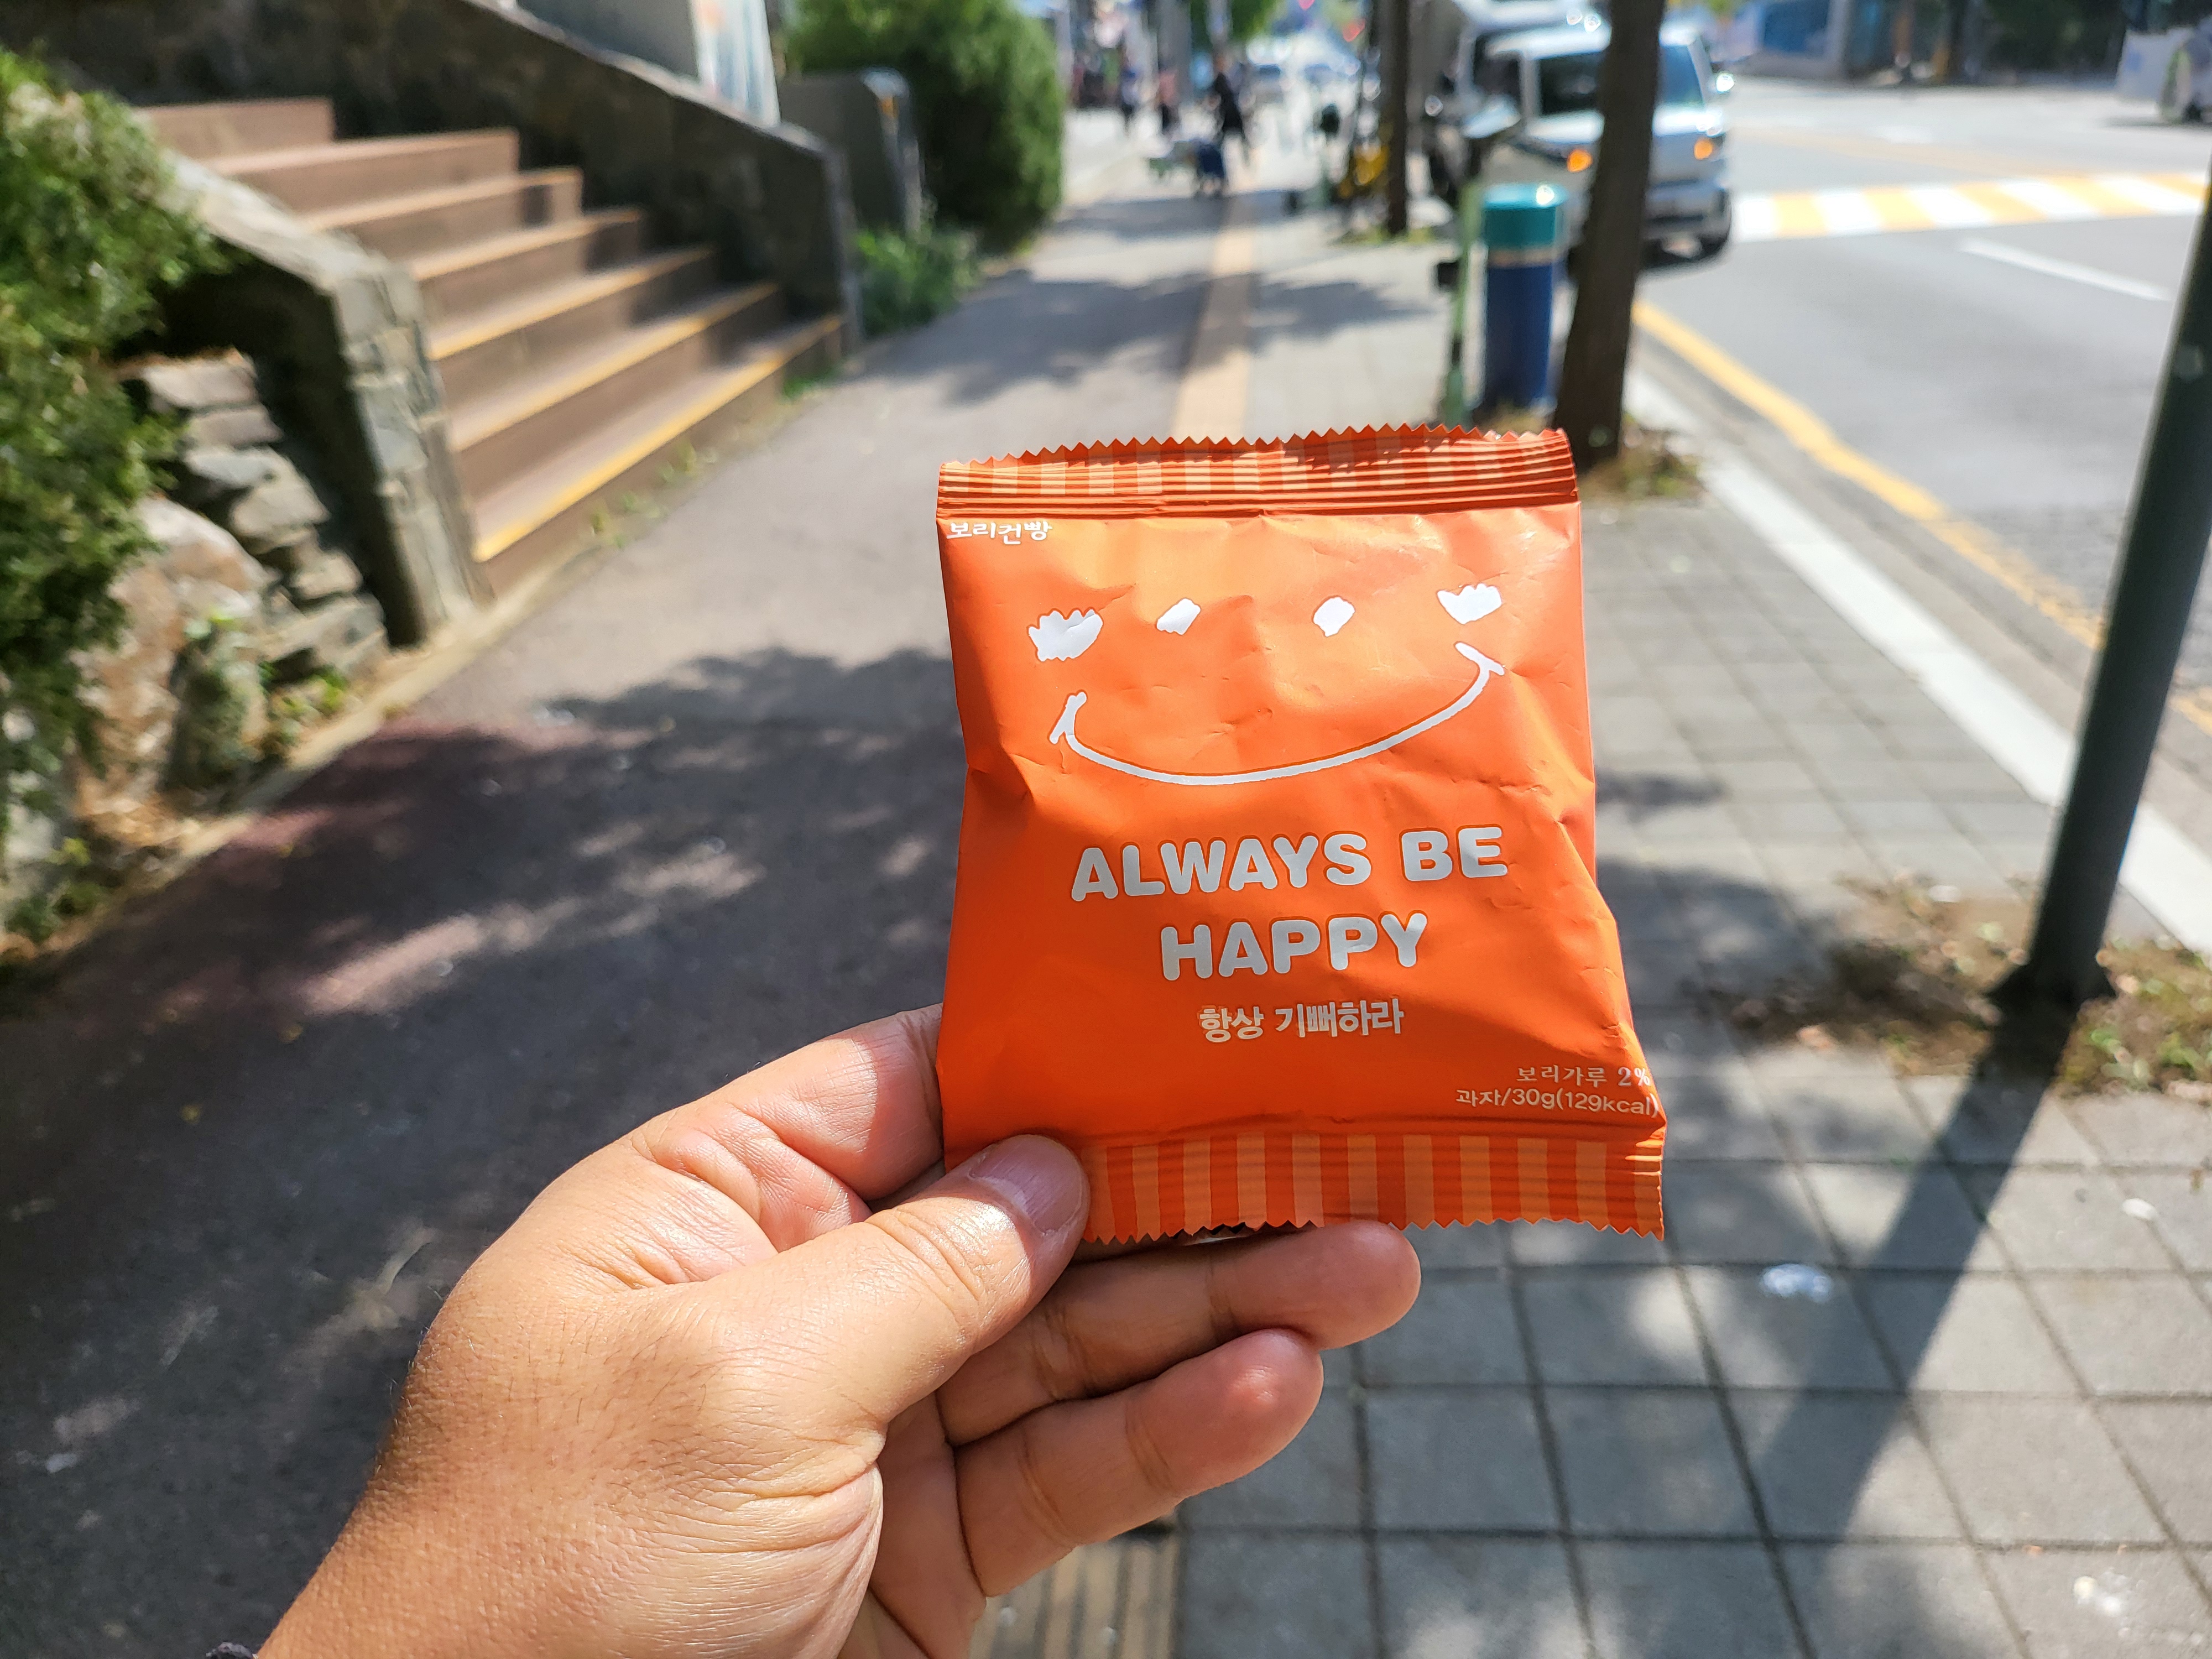 보리건빵
ALWAYS BE
HAPPY
항상 기뻐하라
보리가루 2%
과자/30g(129kcal)